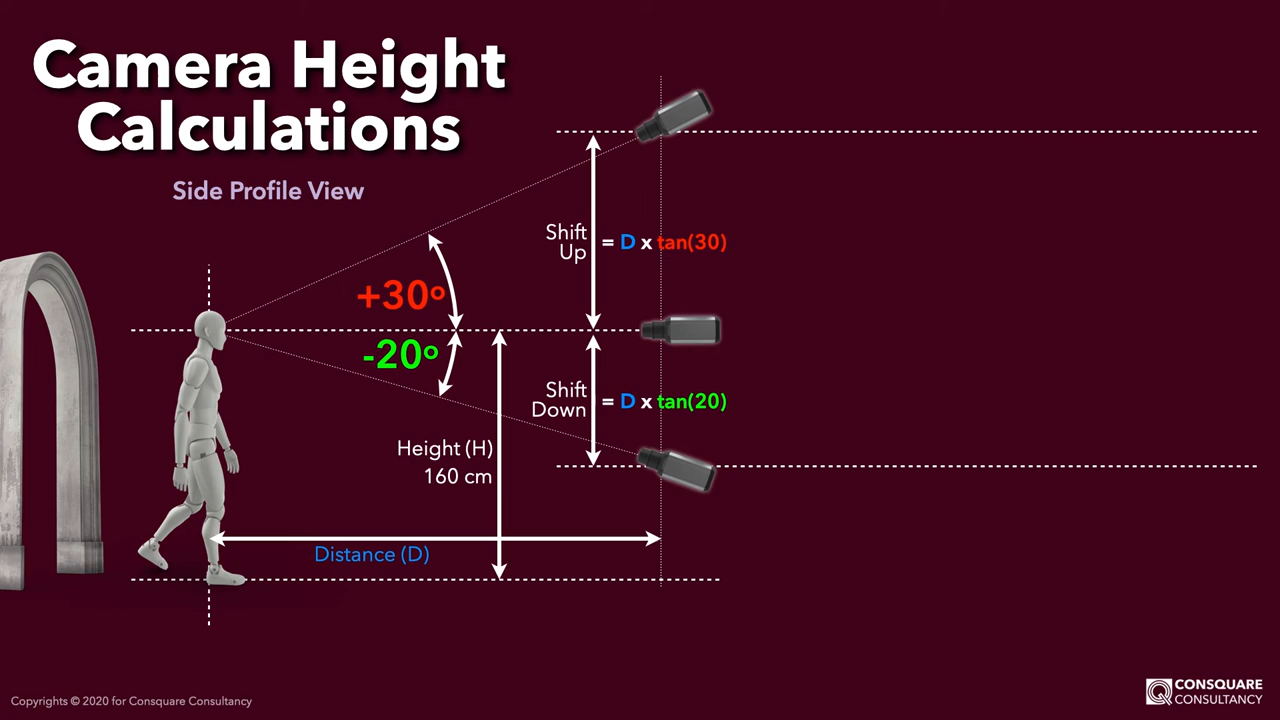 Camera Height
Calculations
Side Profile View
Shift
Up
= D x tan(30)
+30º
-20º
Shift
Down
= D x tan(20)
Height (H)
160 cm
Distance (D)
Copyrights © 2020 for Consquare Consultancy
CONSQUARE
CONSULTANCY